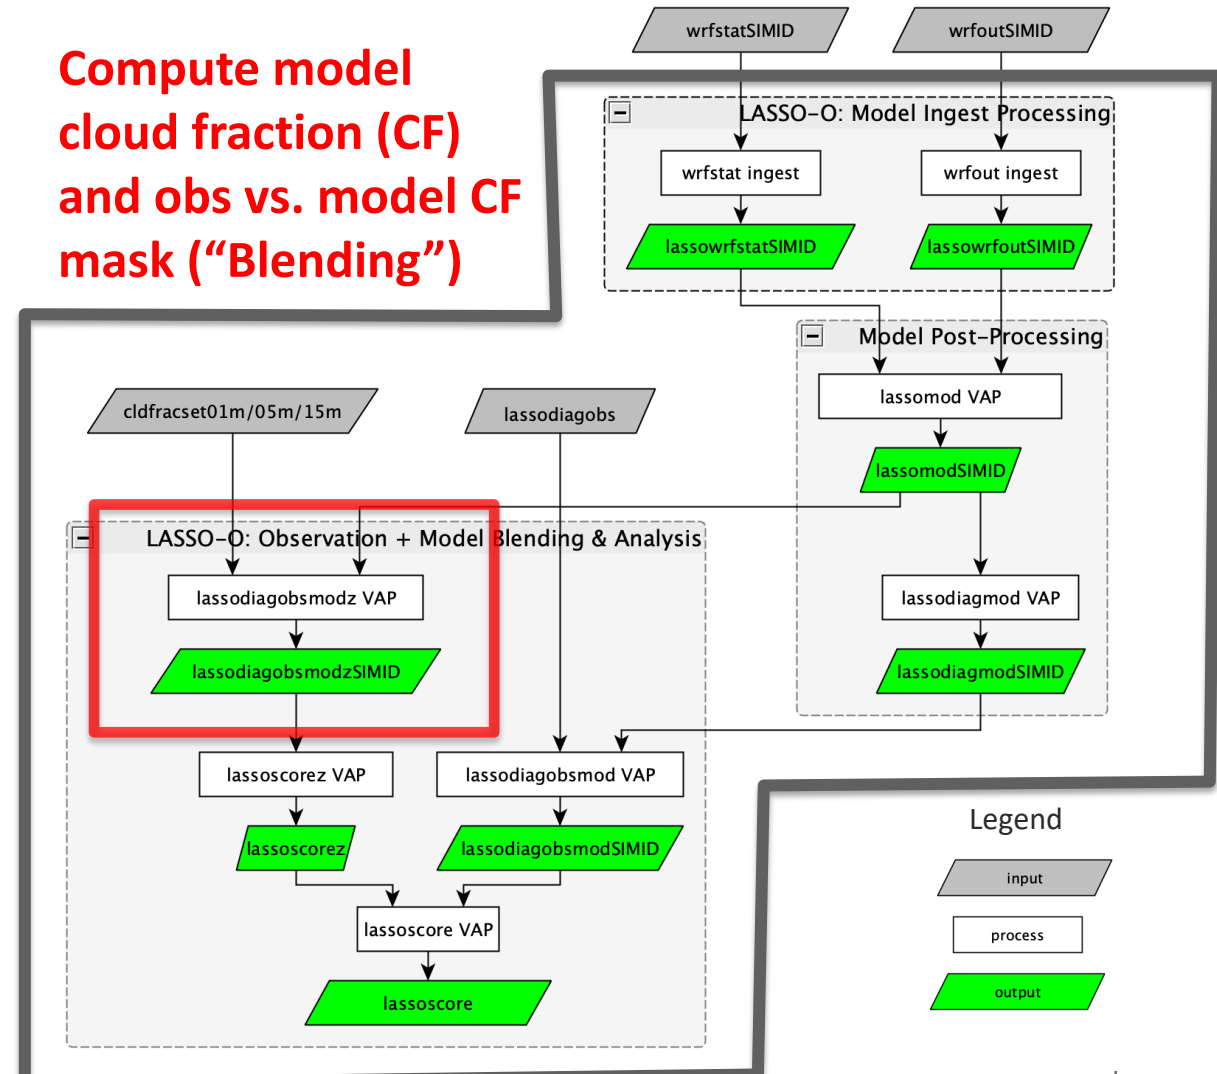 wrfstatSIMID
wrfoutSIMID
Compute model
cloud fraction (CF)
and obs vs. model CF
mask (“Blending”)
LASSO-O: Model Ingest Processing
wrfstat ingest
wrfout ingest
lassowrfstatSIMID
lassowrfoutSIMID
Model Post-Processing
lassomod VAP
cldfracset01m/05m/15m
lassodiagobs
lassomodSIMID
LASSO-O: Observation + Model Blending & Analysis
lassodiagobsmodz VAP
lassodiagmod VAP
lassodiagobsmodzSIMID
lassodiagmodSIMID
lassoscorez VAP
lassodiagobsmod VAP
Legend
lassoscorez
lassodiagobsmodSIMID
input
lassoscore VAP
process
lassoscore
output